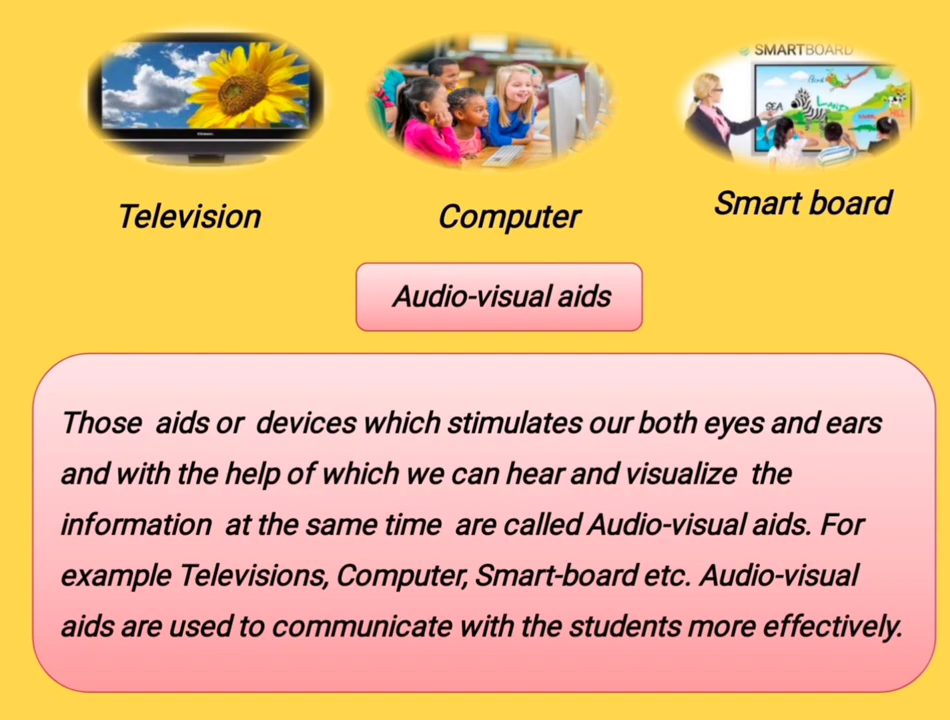 SMARTBOARD
Bird
SEA
LAND
Television
Computer
Smart board
Audio-visual aids
Those aids or devices which stimulates our both eyes and ears
and with the help of which we can hear and visualize the
information at the same time are called Audio-visual aids. For
example Televisions, Computer, Smart-board etc. Audio-visual
aids are used to communicate with the students more effectively.